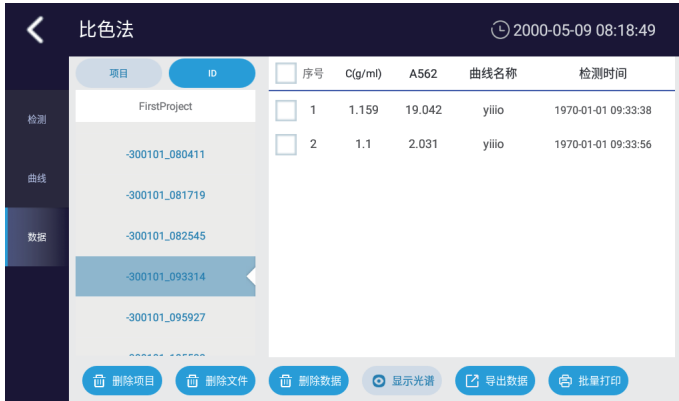 比色法
2000-05-09 08:18:49
检测
曲线
数据
项目 ID
FirstProject
-300101_080411
-300101_081719
-300101_082545
-300101_093314
-300101_095927
序号 C(g/ml) A562 曲线名称 检测时间
1 1.159 19.042 yiiio 1970-01-01 09:33:38
2 1.1 2.031 yiiio 1970-01-01 09:33:56
删除项目 删除文件 删除数据 显示光谱 导出数据 批量打印